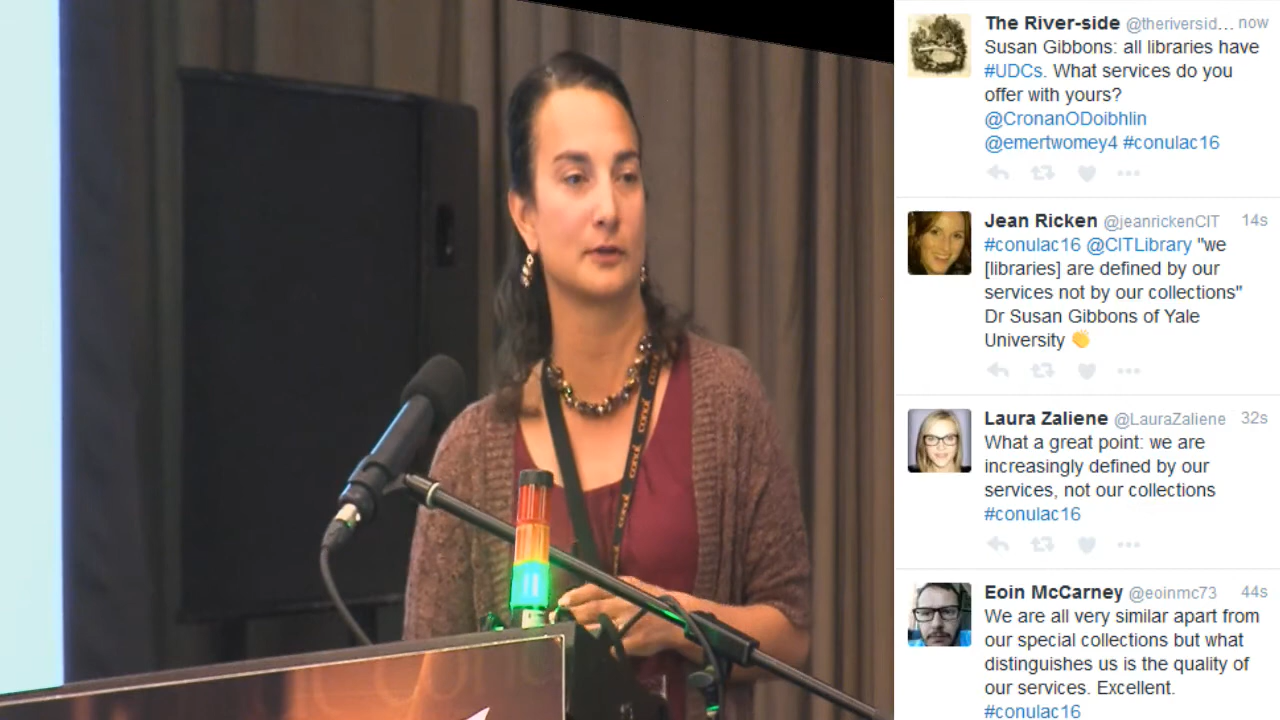 The River-side @theriversid... now
Susan Gibbons: all libraries have
#UDCs. What services do you
offer with yours?
@CronanODoibhlin
@emertwomey4 #conulac16
Jean Ricken @jeanrickenCIT 14s
#conulac16 @CITLibrary "we
[libraries] are defined by our
services not by our collections"
Dr Susan Gibbons of Yale
University 👏
Laura Zaliene @LauraZaliene 32s
What a great point: we are
increasingly defined by our
services, not our collections
#conulac16
Eoin McCarney @eoinmc73 44s
We are all very similar apart from
our special collections but what
distinguishes us is the quality of
our services. Excellent.
#conulac16
conul
conul
conul